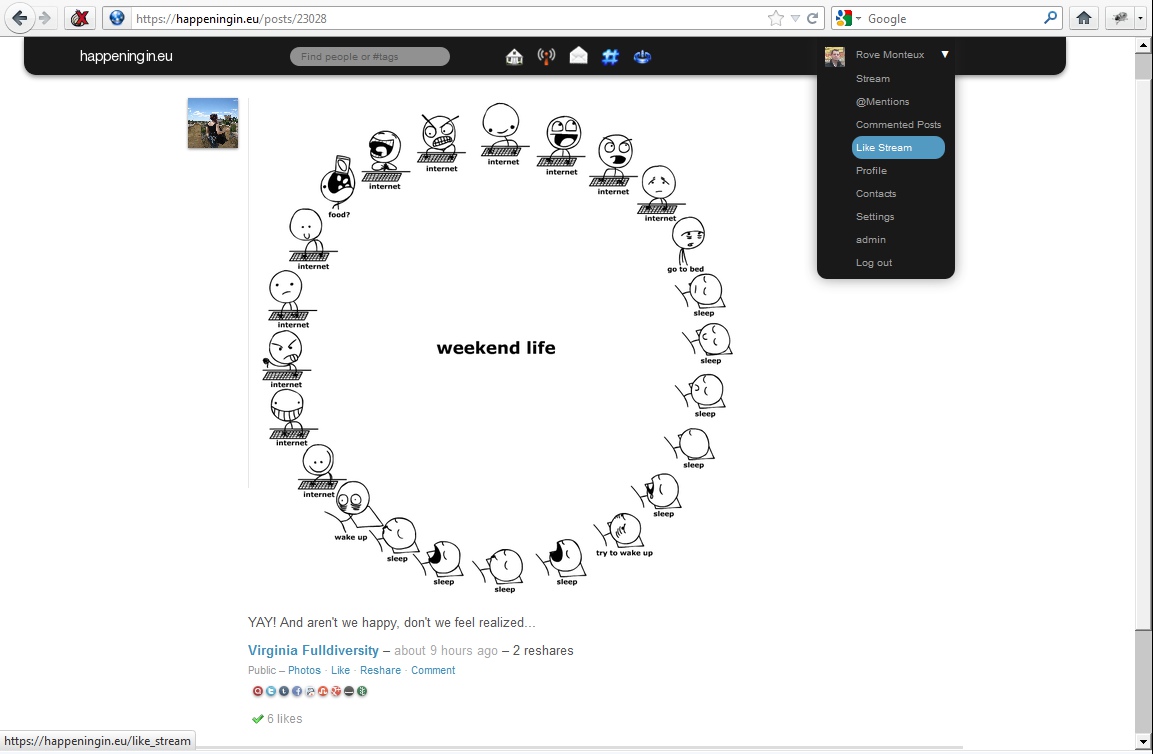 https://happeningin.eu/posts/23028
Google
happeningin.eu
Find people or #tags
Rove Monteux
Stream
@Mentions
Commented Posts
Like Stream
Profile
Contacts
Settings
admin
Log out
internet
internet
internet
internet
internet
internet
internet
food?
internet
go to bed
internet
sleep
weekend life
sleep
internet
sleep
internet
sleep
internet
sleep
wake up
try to wake up
sleep
sleep
sleep
sleep
YAY! And aren't we happy, don't we feel realized...
Virginia Fulldiversity – about 9 hours ago – 2 reshares
Public – Photos · Like · Reshare · Comment
6 likes
https://happeningin.eu/like_stream